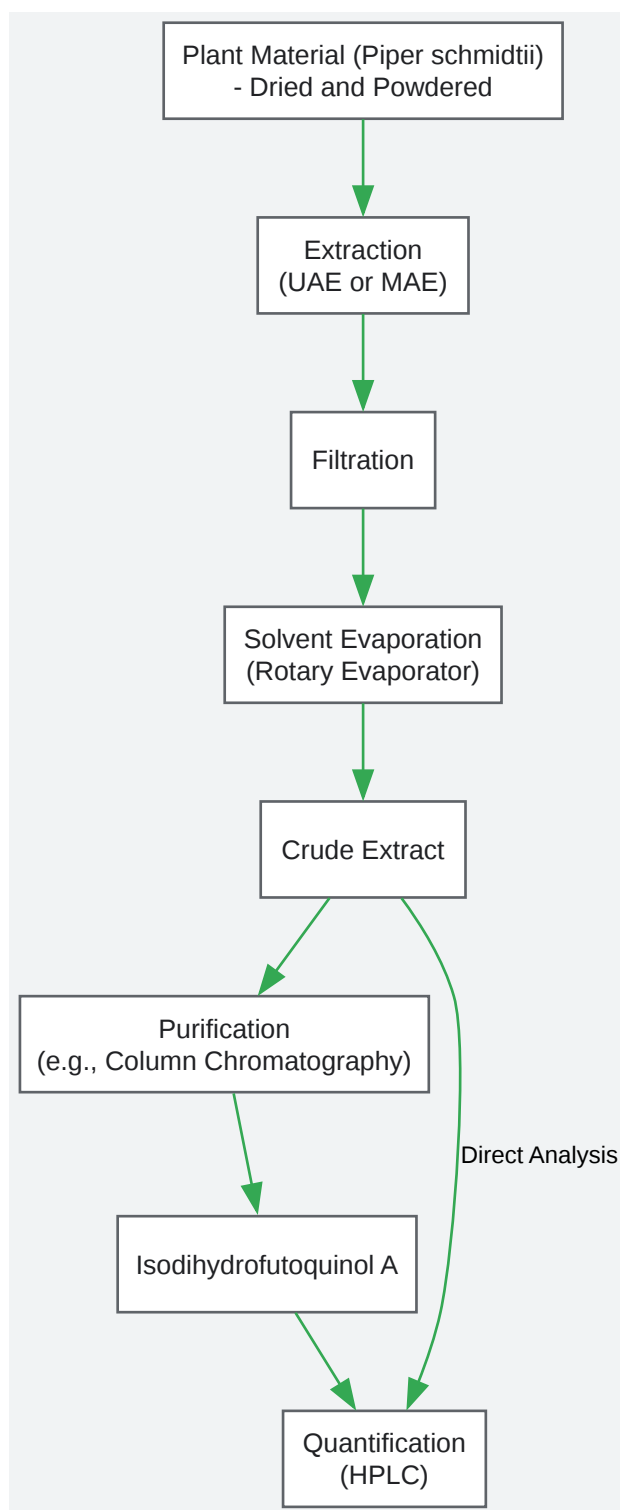 Plant Material (Piper schmidtii)
- Dried and Powdered
Extraction
(UAE or MAE)
Filtration
Solvent Evaporation
(Rotary Evaporator)
Crude Extract
Purification
(e.g., Column Chromatography)
Direct Analysis
Isodihydrofutoquinol A
Quantification
(HPLC)